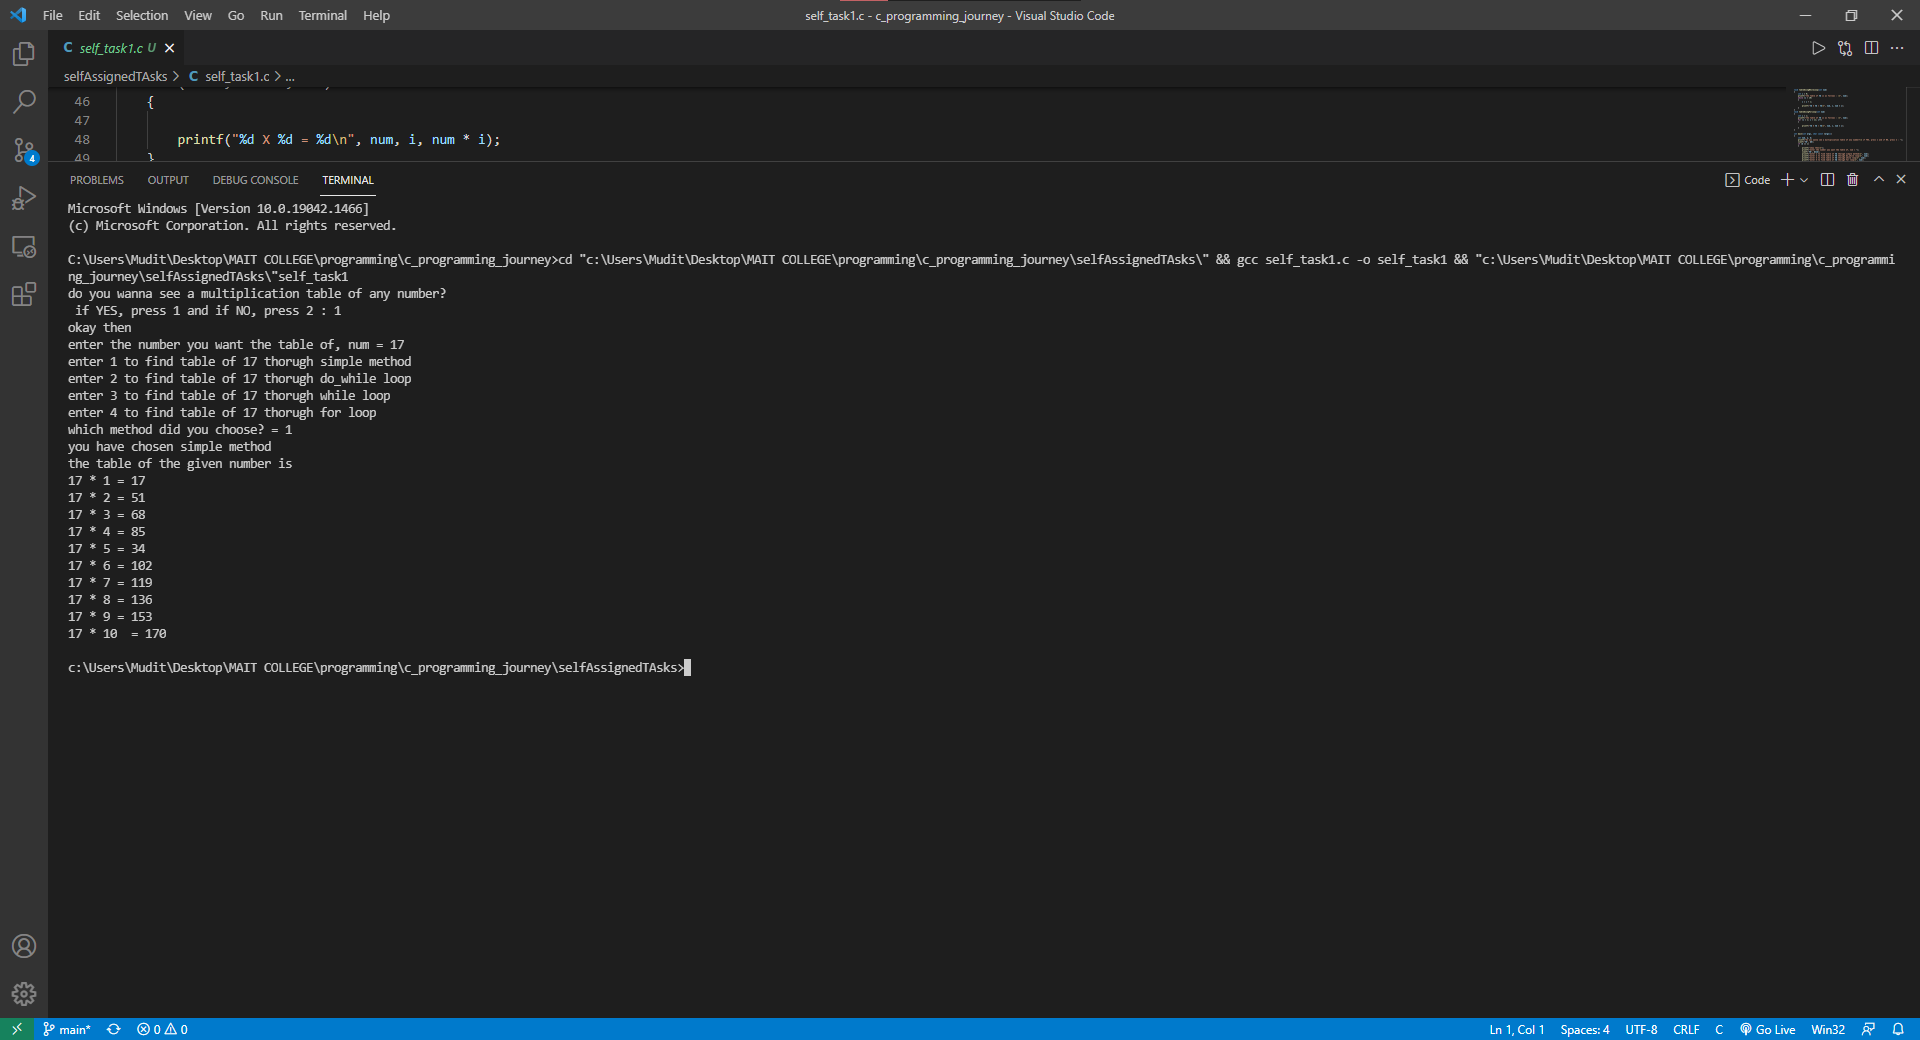 File Edit Selection View Go Run Terminal Help
self_task1.c - c_programming_journey - Visual Studio Code
C self_task1.c U
selfAssignedTAsks > C self_task1.c > ...
46 {
47
48 printf("%d X %d = %d\n", num, i, num * i);
49 }
PROBLEMS OUTPUT DEBUG CONSOLE TERMINAL
Code
Microsoft Windows [Version 10.0.19042.1466]
(c) Microsoft Corporation. All rights reserved.
C:\Users\Mudit\Desktop\MAIT COLLEGE\programming\c_programming_journey>cd "c:\Users\Mudit\Desktop\MAIT COLLEGE\programming\c_programming_journey\selfAssignedTAsks\" && gcc self_task1.c -o self_task1 && "c:\Users\Mudit\Desktop\MAIT COLLEGE\programming\c_programmi
ng_journey\selfAssignedTAsks\"self_task1
do you wanna see a multiplication table of any number?
if YES, press 1 and if NO, press 2 : 1
okay then
enter the number you want the table of, num = 17
enter 1 to find table of 17 thorugh simple method
enter 2 to find table of 17 thorugh do_while loop
enter 3 to find table of 17 thorugh while loop
enter 4 to find table of 17 thorugh for loop
which method did you choose? = 1
you have chosen simple method
the table of the given number is
17 * 1 = 17
17 * 2 = 51
17 * 3 = 68
17 * 4 = 85
17 * 5 = 34
17 * 6 = 102
17 * 7 = 119
17 * 8 = 136
17 * 9 = 153
17 * 10  = 170
c:\Users\Mudit\Desktop\MAIT COLLEGE\programming\c_programming_journey\selfAssignedTAsks>
4
main* 0 0
Ln 1, Col 1 Spaces: 4 UTF-8 CRLF C Go Live Win32